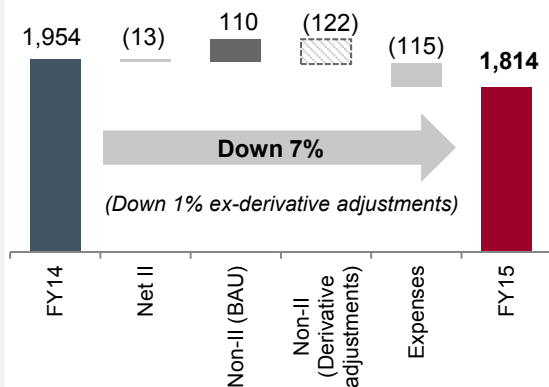 1,954
(13)
110
(122)
(115)
1,814
Down 7%
(Down 1% ex-derivative adjustments)
FY14
Net II
Non-II (BAU)
Non-II
(Derivative
adjustments)
Expenses
FY15